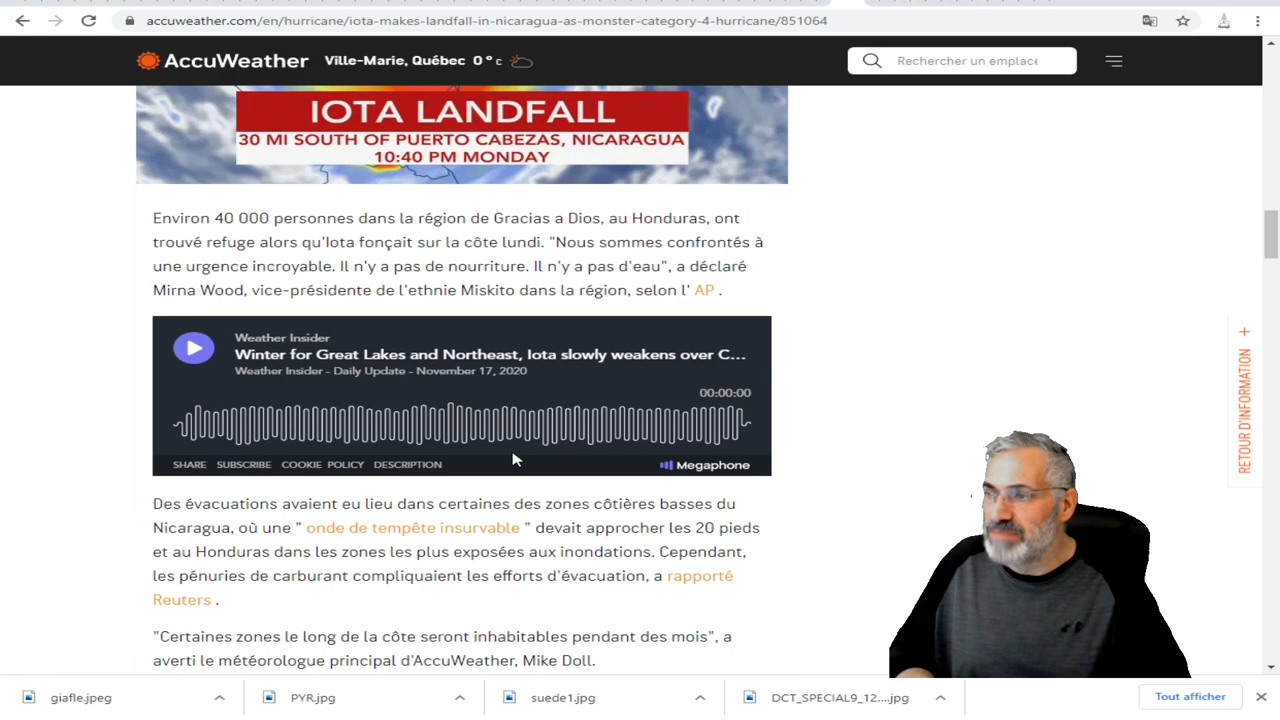 accuweather.com/en/hurricane/iota-makes-landfall-in-nicaragua-as-monster-category-4-hurricane/851064
AccuWeather
Ville-Marie, Québec 0° c
Rechercher un emplace
IOTA LANDFALL
30 MI SOUTH OF PUERTO CABEZAS, NICARAGUA
10:40 PM MONDAY
Environ 40 000 personnes dans la région de Gracias a Dios, au Honduras, ont
trouvé refuge alors qu'Iota fonçait sur la côte lundi. "Nous sommes confrontés à
une urgence incroyable. Il n'y a pas de nourriture. Il n'y a pas d'eau", a déclaré
Mirna Wood, vice-présidente de l'ethnie Miskito dans la région, selon l' AP .
Weather Insider
Winter for Great Lakes and Northeast, Iota slowly weakens over C...
Weather Insider - Daily Update - November 17, 2020
00:00:00
SHARE SUBSCRIBE COOKIE POLICY DESCRIPTION
Megaphone
Des évacuations avaient eu lieu dans certaines des zones côtières basses du
Nicaragua, où une " onde de tempête insurvable " devait approcher les 20 pieds
et au Honduras dans les zones les plus exposées aux inondations. Cependant,
les pénuries de carburant compliquaient les efforts d'évacuation, a rapporté
Reuters .
"Certaines zones le long de la côte seront inhabitables pendant des mois", a
averti le météorologue principal d'AccuWeather, Mike Doll.
RETOUR D'INFORMATION +
giafle.jpeg
PYR.jpg
suede1.jpg
DCT_SPECIAL9_12....jpg
Tout afficher